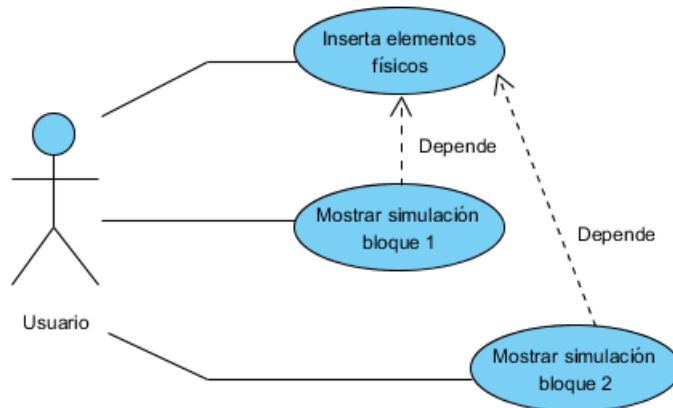 Inserta elementos
físicos
Depende
Mostrar simulación
bloque 1
Depende
Usuario
Mostrar simulación
bloque 2